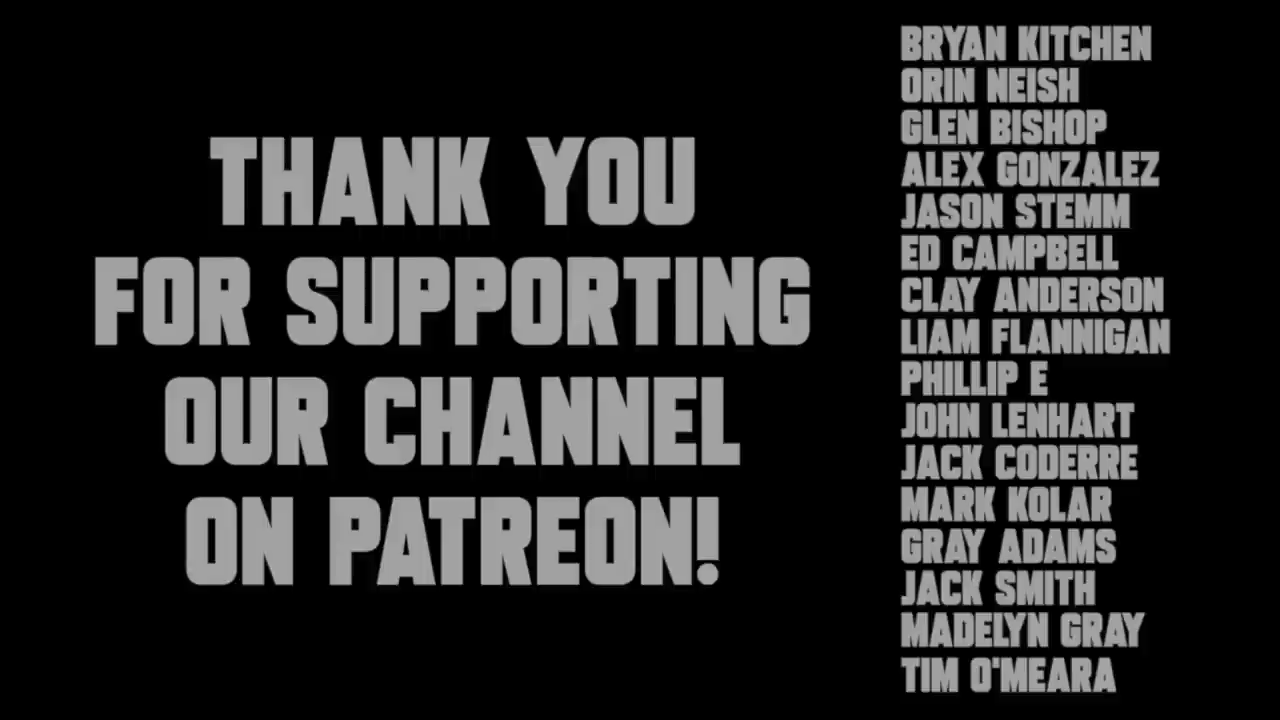 THANK YOU
FOR SUPPORTING
OUR CHANNEL
ON PATREON!
BRYAN KITCHEN
ORIN NEISH
GLEN BISHOP
ALEX GONZALEZ
JASON STEMM
ED CAMPBELL
CLAY ANDERSON
LIAM FLANNIGAN
PHILLIP E
JOHN LENHART
JACK CODERRE
MARK KOLAR
GRAY ADAMS
JACK SMITH
MADELYN GRAY
TIM O'MEARA